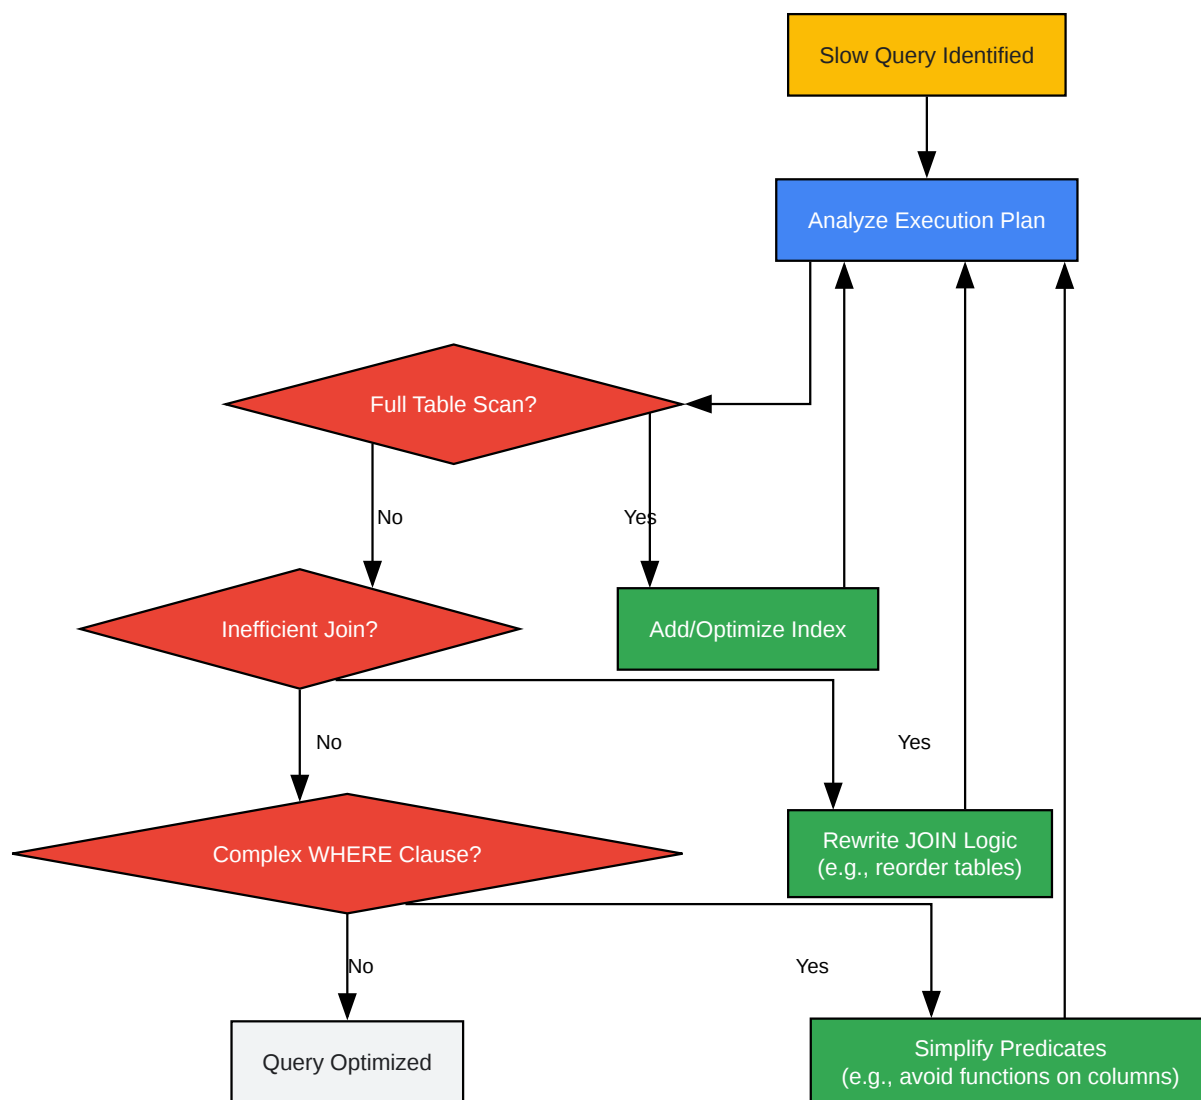 Slow Query Identified
Analyze Execution Plan
Full Table Scan?
No
Yes
Inefficient Join?
Add/Optimize Index
No
Yes
Rewrite JOIN Logic
(e.g., reorder tables)
Complex WHERE Clause?
No
Yes
Query Optimized
Simplify Predicates
(e.g., avoid functions on columns)